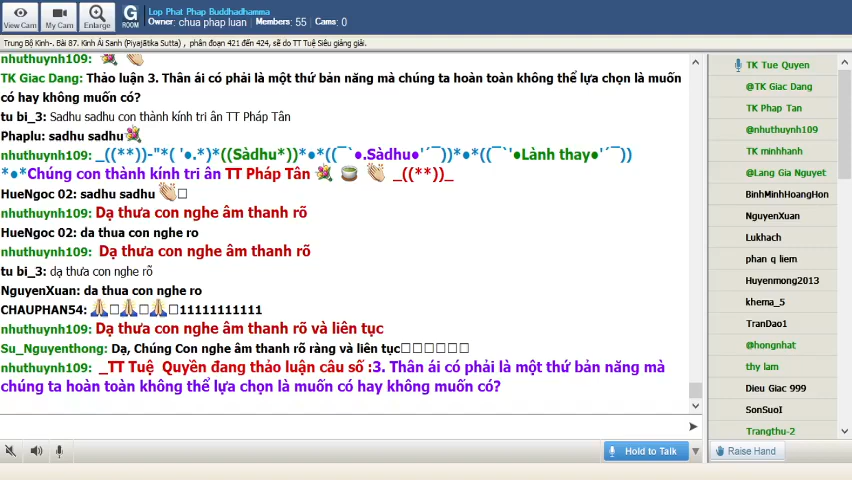 Lop Phat Phap Buddhadhamma
Owner: chua phap luan Members: 55 Cams: 0
View Cam My Cam Enlarge G ROOM
Trung Bộ Kinh-. Bài 87. Kinh Ái Sanh (Piyajātika Sutta) , phân đoạn 421 đến 424, sẽ do TT Tuệ Siêu giảng giải.
nhuthuynh109:
TK Giac Dang: Thảo luận 3. Thân ái có phải là một thứ bản năng mà chúng ta hoàn toàn không thể lựa chọn là muốn
có hay không muốn có?
tu bi_3: Sadhu sadhu con thành kính tri ân TT Pháp Tân
Phaplu: sadhu sadhu
nhuthuynh109: _((**))-"*( '●.*)*((Sàdhu*))*●*((¯`●.Sàdhu●'´¯))*●*((¯`'●Lành thay●'´¯))
*●*Chúng con thành kính tri ân TT Pháp Tân _((**))_
HueNgoc 02: sadhu sadhu
nhuthuynh109: Dạ thưa con nghe âm thanh rõ
HueNgoc 02: da thua con nghe ro
nhuthuynh109: Dạ thưa con nghe âm thanh rõ
tu bi_3: dạ thưa con nghe rõ
NguyenXuan: da thua con nghe ro
CHAUPHAN54: 11111111111
nhuthuynh109: Dạ thưa con nghe âm thanh rõ và liên tục
Su_Nguyenthong: Dạ, Chúng Con nghe âm thanh rõ ràng và liên tục
nhuthuynh109: _TT Tuệ Quyền đang thảo luận câu số :3. Thân ái có phải là một thứ bản năng mà
chúng ta hoàn toàn không thể lựa chọn là muốn có hay không muốn có?
TK Tue Quyen
@TK Giac Dang
TK Phap Tan
@nhuthuynh109
TK minhhanh
@Lang Gia Nguyet
BinhMinhHoangHon
NguyenXuan
Lukhach
phan q liem
Huyenmong2013
khema_5
TranDao1
@hongnhat
thy lam
Dieu Giac 999
SonSuoI
Trangthu-2
Hold to Talk
Raise Hand